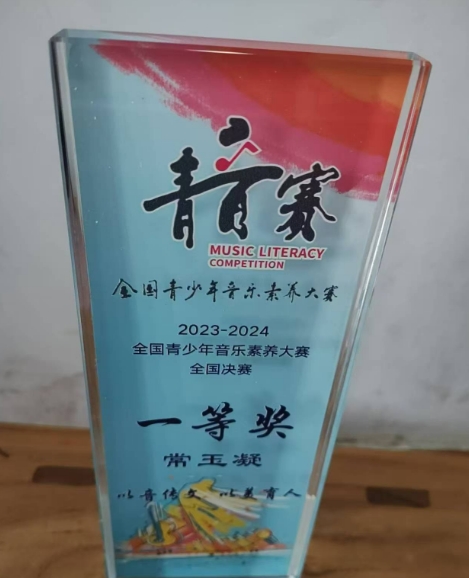 青音赛
MUSIC LITERACY
COMPETITION
全国青少年音乐素养大赛
2023-2024
全国青少年音乐素养大赛
全国决赛
一等奖
常玉凝
以音传文 以美育人